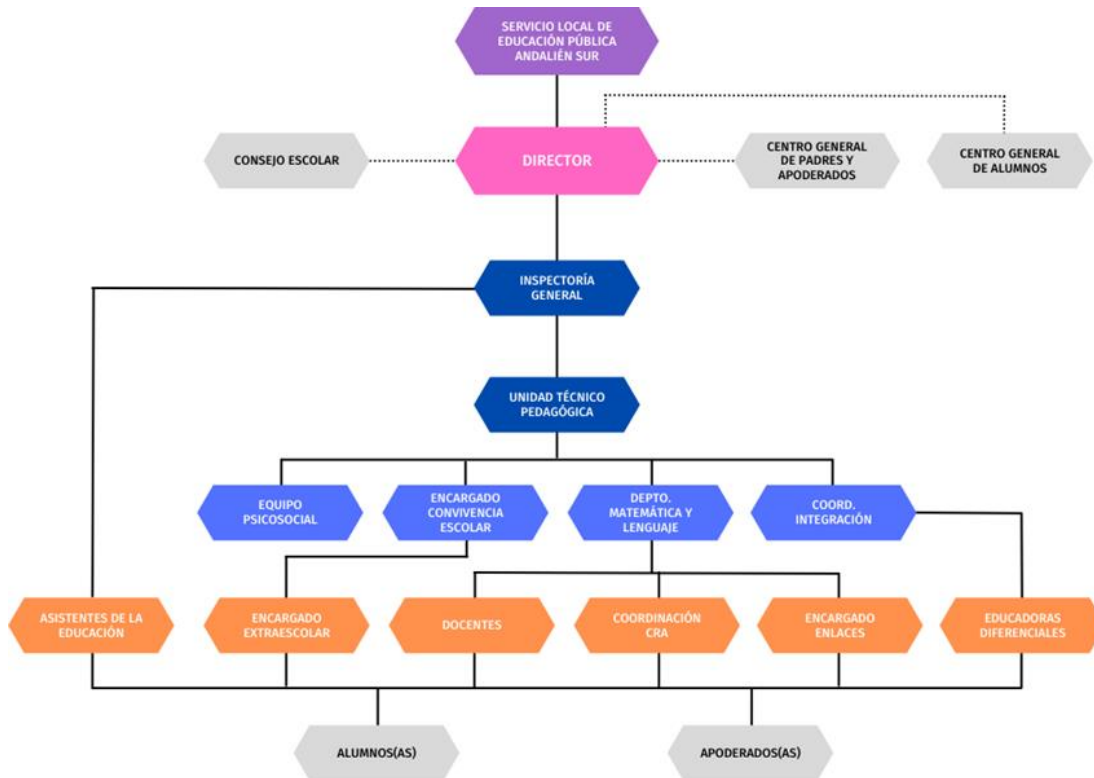 SERVICIO LOCAL DE
EDUCACIÓN PÚBLICA
ANDALIÉN SUR
CONSEJO ESCOLAR
DIRECTOR
CENTRO GENERAL
DE PADRES Y
APODERADOS
CENTRO GENERAL
DE ALUMNOS
INSPECTORÍA
GENERAL
UNIDAD TÉCNICO
PEDAGÓGICA
EQUIPO
PSICOSOCIAL
ENCARGADO
CONVIVENCIA
ESCOLAR
DEPTO.
MATEMÁTICA Y
LENGUAJE
COORD.
INTEGRACIÓN
ASISTENTES DE LA
EDUCACIÓN
ENCARGADO
EXTRAESCOLAR
DOCENTES
COORDINACIÓN
CRA
ENCARGADO
ENLACES
EDUCADORAS
DIFERENCIALES
ALUMNOS(AS)
APODERADOS(AS)